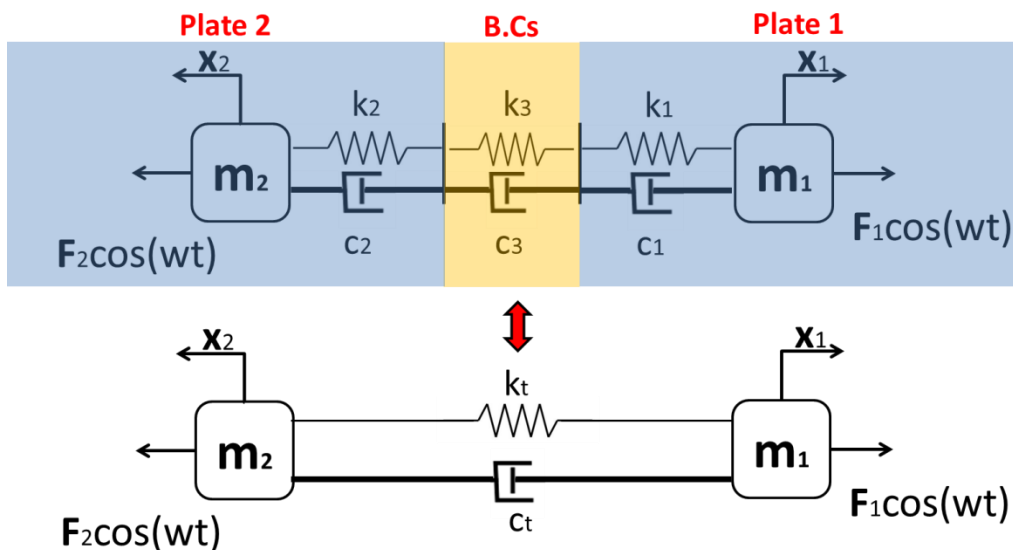 Plate 2 B.Cs Plate 1
x2 x1
k2 k3 k1
m2 m1
F2cos(wt) c2 c3 c1 F1cos(wt)
x2 x1
kt
m2 m1
F2cos(wt) ct F1cos(wt)